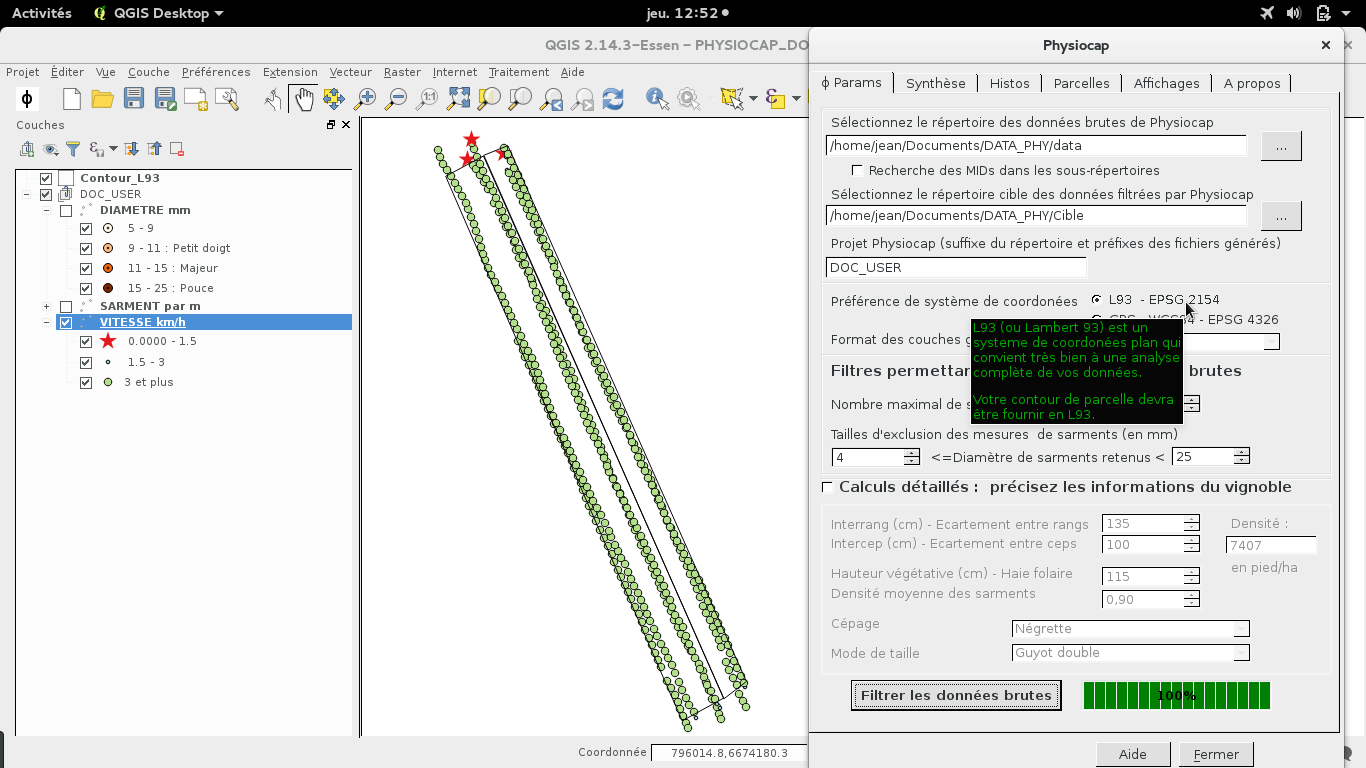 Activités
QGIS Desktop
jeu. 12:52
QGIS 2.14.3-Essen – PHYSIOCAP_DO
Projet Éditer Vue Couche Préférences Extension Vecteur Raster Internet Traitement Aide
Couches
Contour_L93
DOC_USER
DIAMETRE mm
5 - 9
9 - 11 : Petit doigt
11 - 15 : Majeur
15 - 25 : Pouce
SARMENT par m
VITESSE km/h
0.0000 - 1.5
1.5 - 3
3 et plus
Coordonnée 796014.8,6674180.3
Physiocap
ϕ Params Synthèse Histos Parcelles Affichages A propos
Sélectionnez le répertoire des données brutes de Physiocap
/home/jean/Documents/DATA_PHY/data ...
Recherche des MIDs dans les sous-répertoires
Sélectionnez le répertoire cible des données filtrées par Physiocap
/home/jean/Documents/DATA_PHY/Cible ...
Projet Physiocap (suffixe du répertoire et préfixes des fichiers générés)
DOC_USER
Préférence de système de coordonées L93 - EPSG 2154
- EPSG 4326
Format des couches
L93 (ou Lambert 93) est un
systeme de coordonées plan qui
convient très bien à une analyse
complète de vos données.
Votre contour de parcelle devra
être fournir en L93.
Filtres permettan brutes
Nombre maximal de
Tailles d'exclusion des mesures de sarments (en mm)
4 <=Diamètre de sarments retenus < 25
Calculs détaillés : précisez les informations du vignoble
Interrang (cm) - Ecartement entre rangs 135 Densité :
Intercep (cm) - Ecartement entre ceps 100 7407
en pied/ha
Hauteur végétative (cm) - Haie folaire 115
Densité moyenne des sarments 0,90
Cépage Négrette
Mode de taille Guyot double
Filtrer les données brutes 100%
Aide Fermer